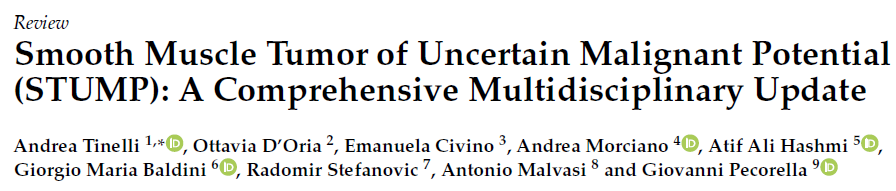 Review
Smooth Muscle Tumor of Uncertain Malignant Potential
(STUMP): A Comprehensive Multidisciplinary Update
Andrea Tinelli 1,*, Ottavia D'Oria 2, Emanuela Civino 3, Andrea Morciano 4, Atif Ali Hashmi 5,
Giorgio Maria Baldini 6, Radomir Stefanovic 7, Antonio Malvasi 8 and Giovanni Pecorella 9